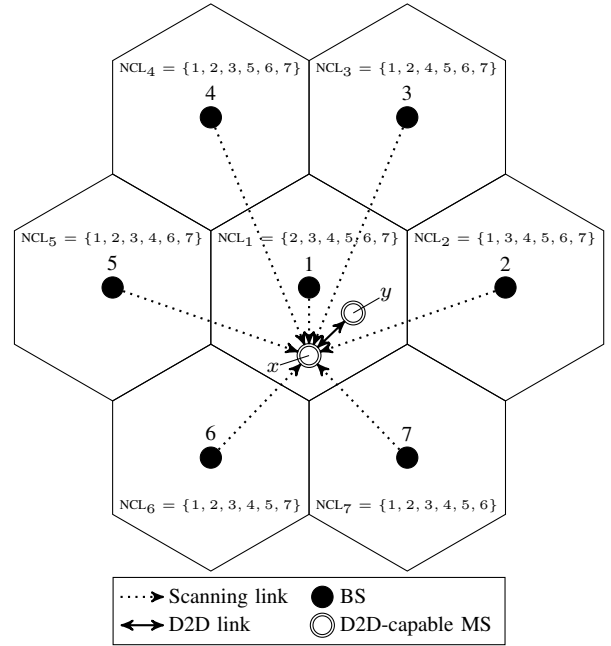 NCL₄ = {1, 2, 3, 5, 6, 7} NCL₃ = {1, 2, 4, 5, 6, 7}
4 3
NCL₅ = {1, 2, 3, 4, 6, 7} NCL₁ = {2, 3, 4, 5, 6, 7} NCL₂ = {1, 3, 4, 5, 6, 7}
5 1 2
y
x
6 7
NCL₆ = {1, 2, 3, 4, 5, 7} NCL₇ = {1, 2, 3, 4, 5, 6}
Scanning link BS
D2D link D2D-capable MS